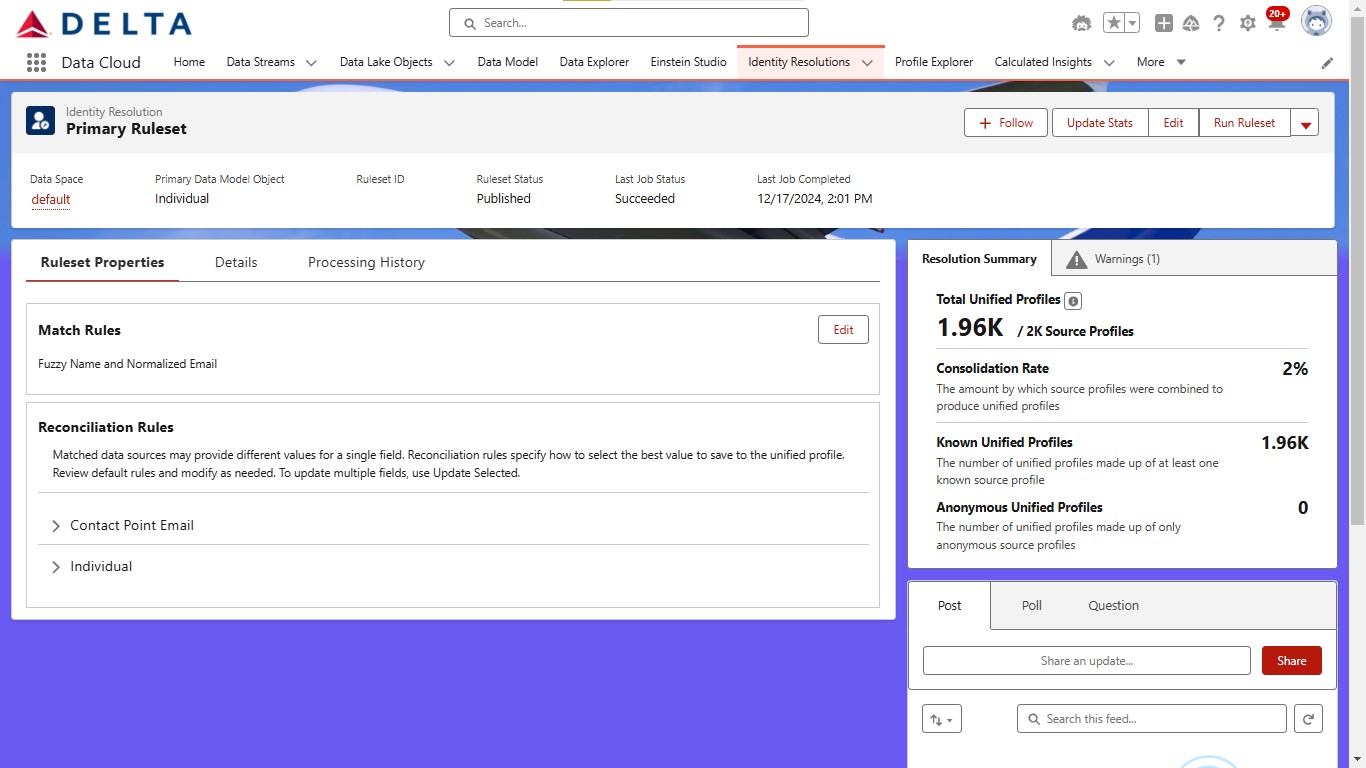 DELTA
Search...
20+
Data Cloud
Home
Data Streams
Data Lake Objects
Data Model
Data Explorer
Einstein Studio
Identity Resolutions
Profile Explorer
Calculated Insights
More
Identity Resolution
Primary Ruleset
Follow
Update Stats
Edit
Run Ruleset
Data Space
Primary Data Model Object
Ruleset ID
Ruleset Status
Last Job Status
Last Job Completed
default
Individual
Published
Succeeded
12/17/2024, 2:01 PM
Ruleset Properties
Details
Processing History
Match Rules
Edit
Fuzzy Name and Normalized Email
Reconciliation Rules
Matched data sources may provide different values for a single field. Reconciliation rules specify how to select the best value to save to the unified profile.
Review default rules and modify as needed. To update multiple fields, use Update Selected.
Contact Point Email
Individual
Resolution Summary
Warnings (1)
Total Unified Profiles
1.96K / 2K Source Profiles
Consolidation Rate
2%
The amount by which source profiles were combined to
produce unified profiles
Known Unified Profiles
1.96K
The number of unified profiles made up of at least one
known source profile
Anonymous Unified Profiles
0
The number of unified profiles made up of only
anonymous source profiles
Post
Poll
Question
Share an update...
Share
Search this feed...